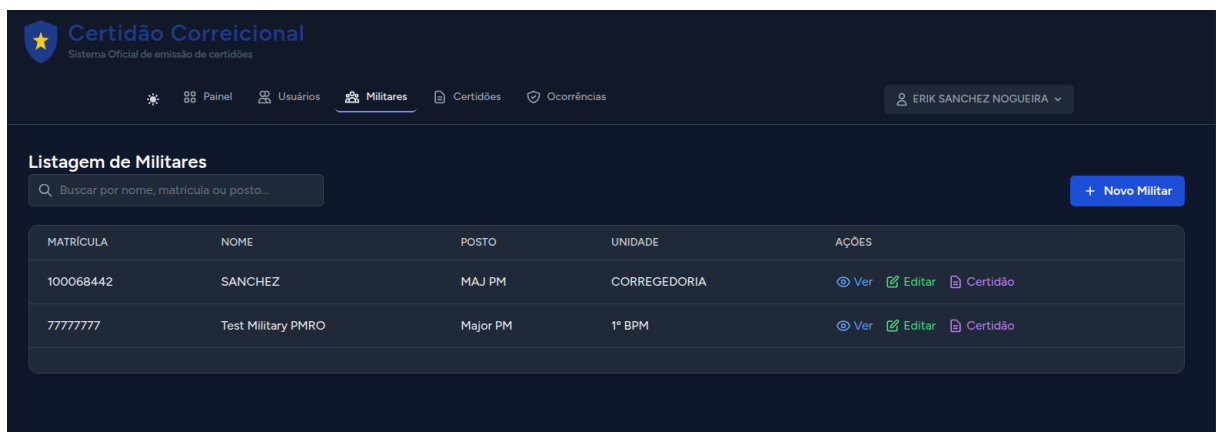 Certidão Correicional
Sistema Oficial de emissão de certidões
Painel Usuários Militares Certidões Ocorrências ERIK SANCHEZ NOGUEIRA
Listagem de Militares
Buscar por nome, matrícula ou posto...
+ Novo Militar
MATRÍCULA NOME POSTO UNIDADE AÇÕES
100068442 SANCHEZ MAJ PM CORREGEDORIA Ver Editar Certidão
77777777 Test Military PMRO Major PM 1º BPM Ver Editar Certidão